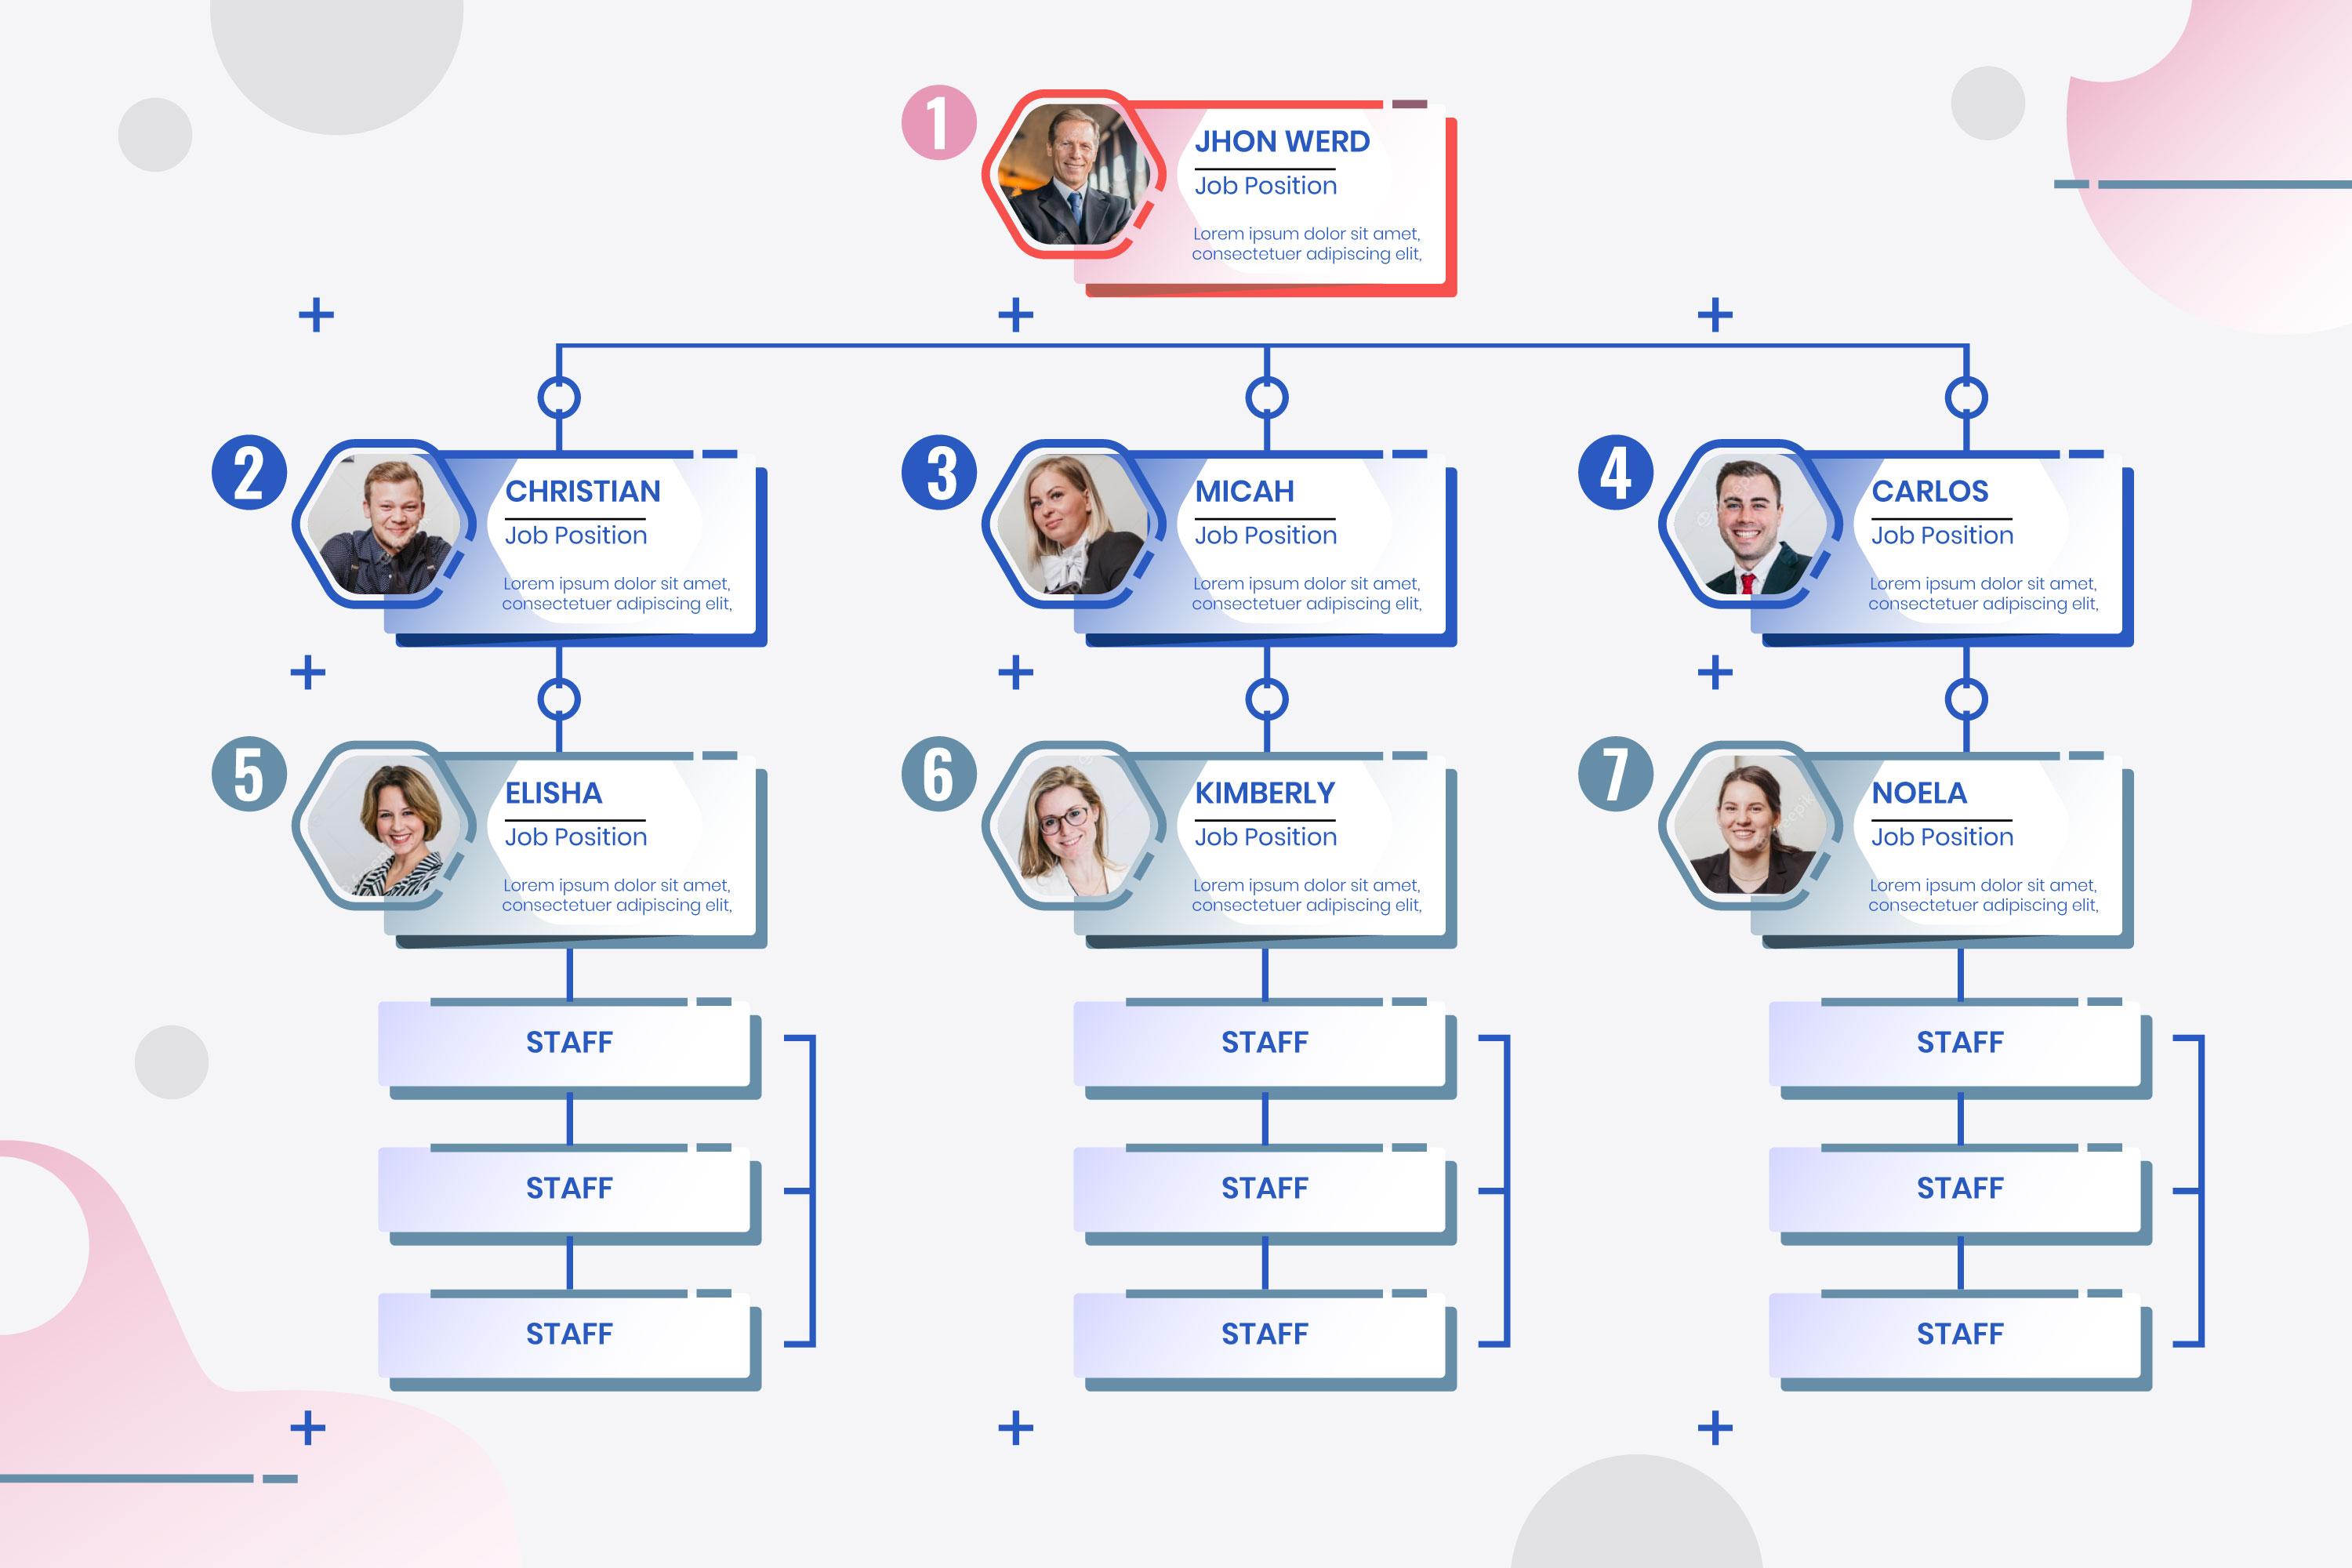 1
JHON WERD
Job Position
Lorem ipsum dolor sit amet,
consectetuer adipiscing elit,
2
CHRISTIAN
Job Position
Lorem ipsum dolor sit amet,
consectetuer adipiscing elit,
3
MICAH
Job Position
Lorem ipsum dolor sit amet,
consectetuer adipiscing elit,
4
CARLOS
Job Position
Lorem ipsum dolor sit amet,
consectetuer adipiscing elit,
5
ELISHA
Job Position
Lorem ipsum dolor sit amet,
consectetuer adipiscing elit,
6
KIMBERLY
Job Position
Lorem ipsum dolor sit amet,
consectetuer adipiscing elit,
7
NOELA
Job Position
Lorem ipsum dolor sit amet,
consectetuer adipiscing elit,
STAFF
STAFF
STAFF
STAFF
STAFF
STAFF
STAFF
STAFF
STAFF